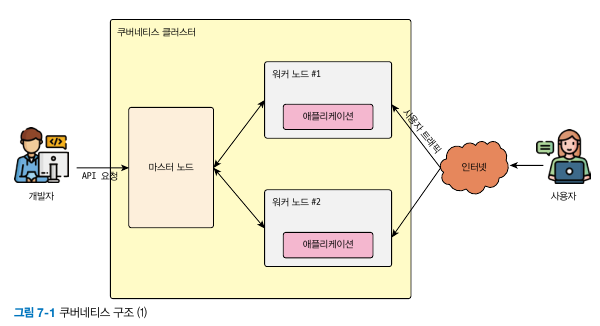 쿠버네티스 클러스터
워커 노드 #1
애플리케이션
마스터 노드
사용자 트래픽
인터넷
API 요청
개발자
사용자
워커 노드 #2
애플리케이션
그림 7-1 쿠버네티스 구조 (1)